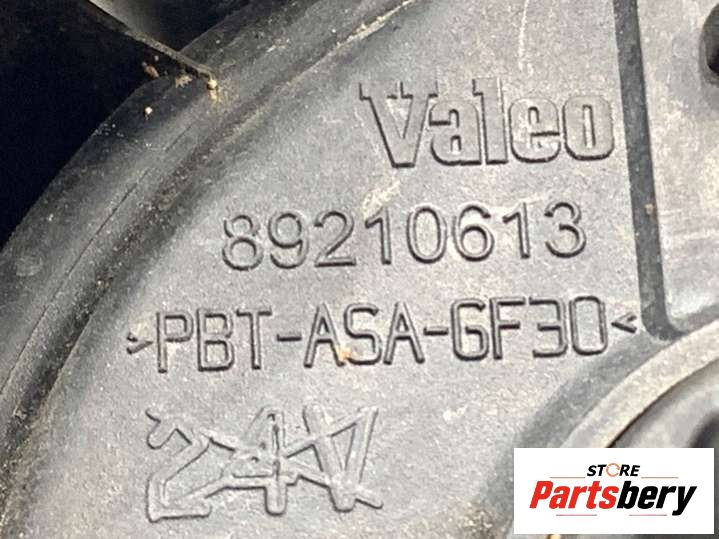 Valeo
89210613
>PBT-ASA-GF30<
24V
STORE
Partsbery